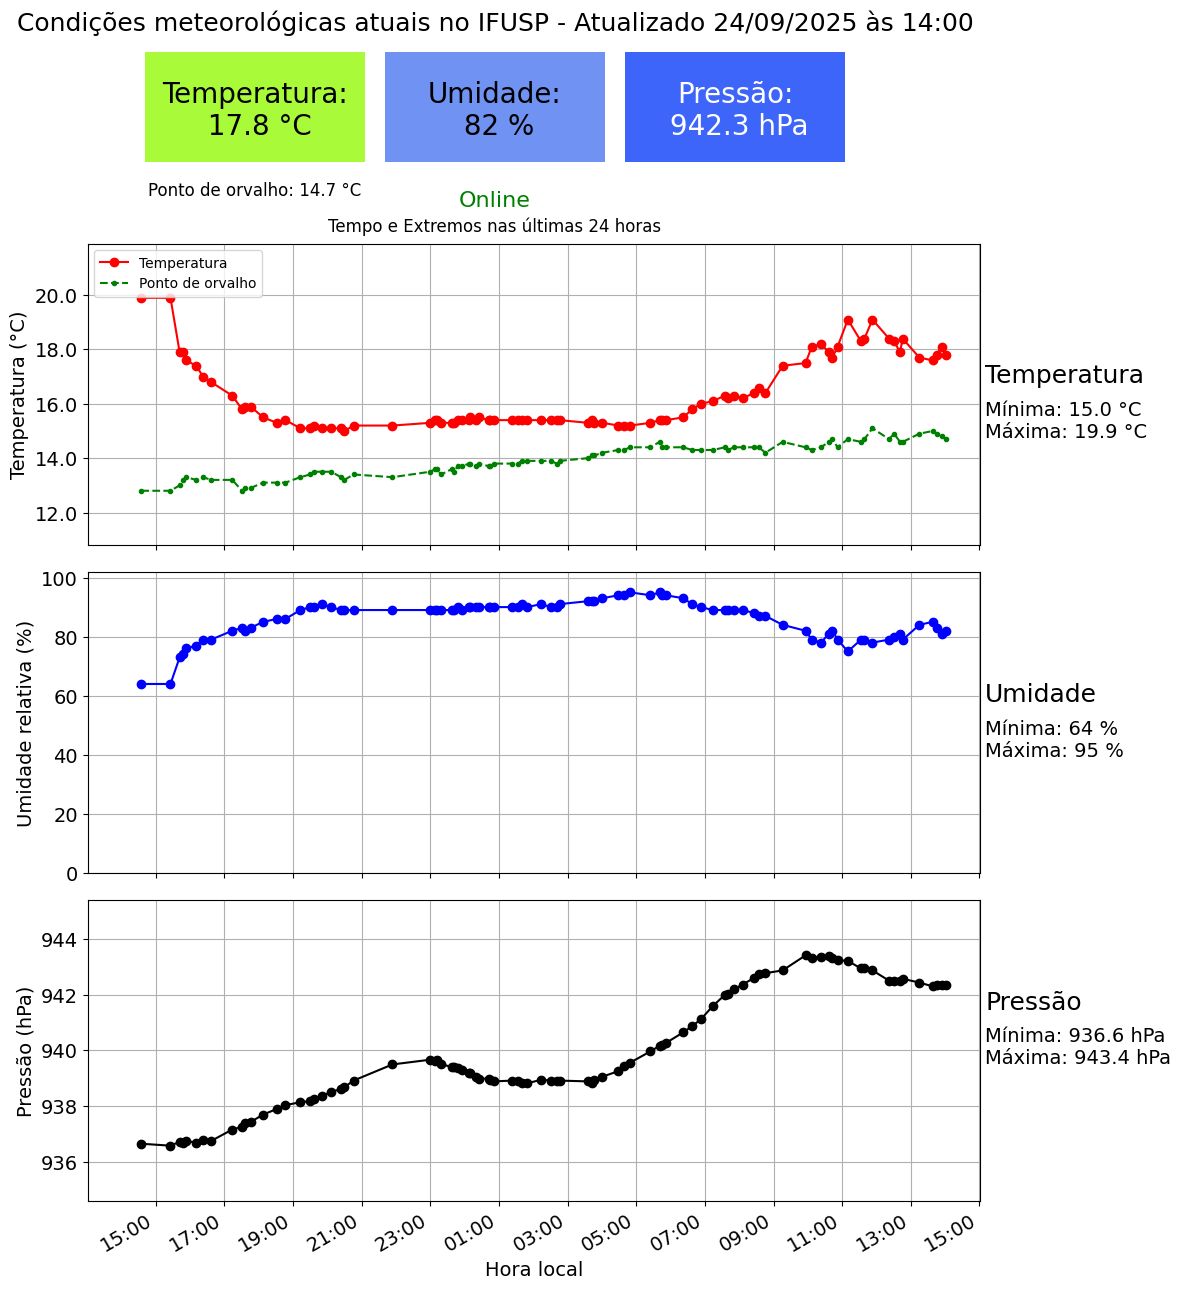 Condições meteorológicas atuais no IFUSP - Atualizado 24/09/2025 às 14:00
Temperatura:
17.8 °C
Umidade:
82 %
Pressão:
942.3 hPa
Ponto de orvalho: 14.7 °C
Online
Tempo e Extremos nas últimas 24 horas
Temperatura
Ponto de orvalho
Temperatura (°C)
20.0
18.0
16.0
14.0
12.0
Temperatura
Mínima: 15.0 °C
Máxima: 19.9 °C
Umidade relativa (%)
100
80
60
40
20
0
Umidade
Mínima: 64 %
Máxima: 95 %
Pressão (hPa)
944
942
940
938
936
Pressão
Mínima: 936.6 hPa
Máxima: 943.4 hPa
15:00 17:00 19:00 21:00 23:00 01:00 03:00 05:00 07:00 09:00 11:00 13:00 15:00
Hora local